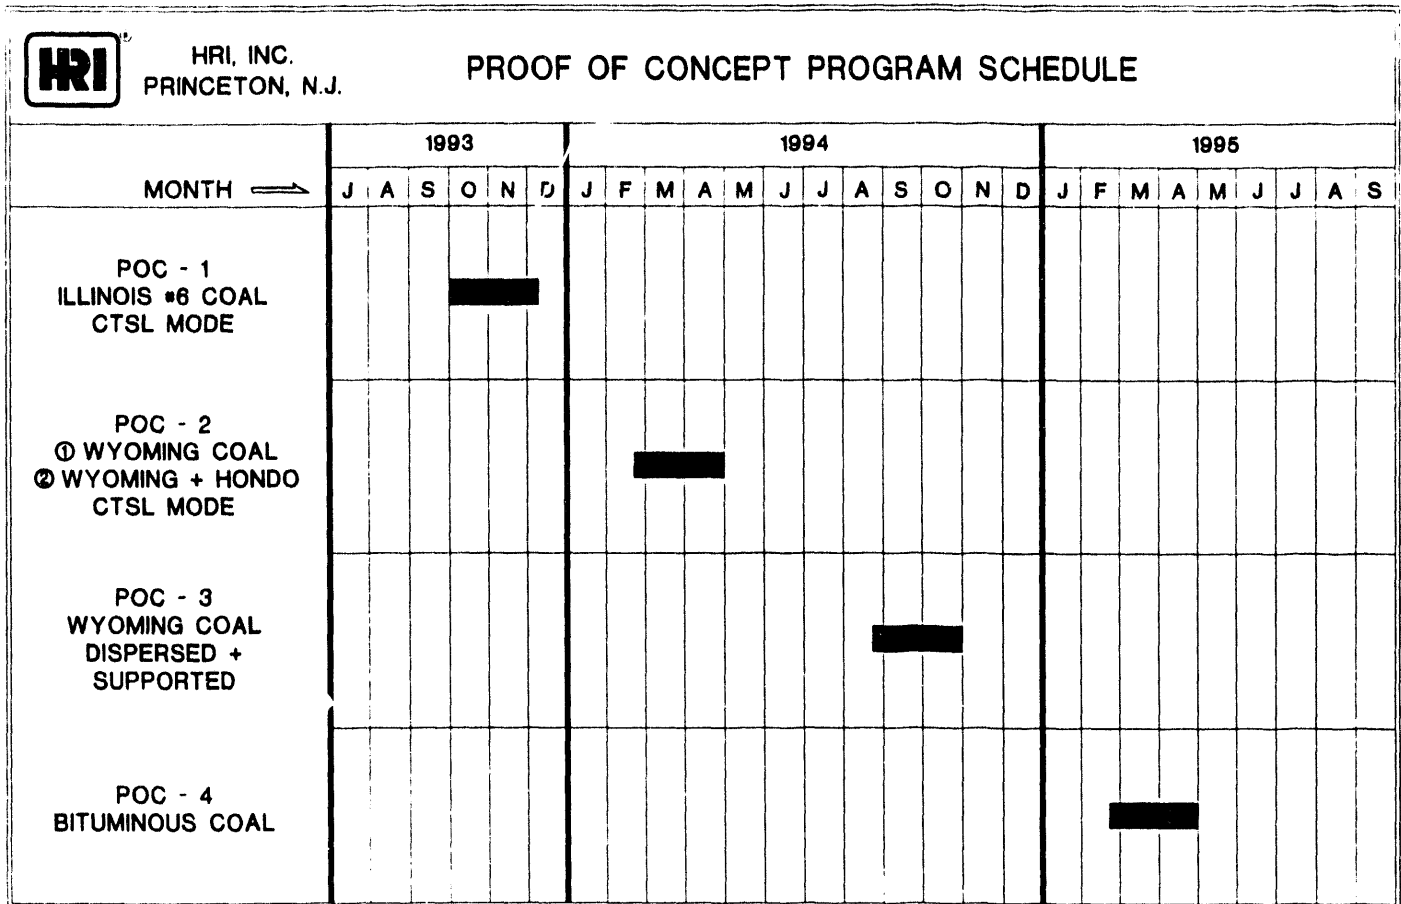 HRI
HRI, INC.
PRINCETON, N.J.
PROOF OF CONCEPT PROGRAM SCHEDULE
1993 1994 1995
MONTH J A S O N D J F M A M J J A S O N D J F M A M J J A S
POC - 1
ILLINOIS #6 COAL
CTSL MODE
POC - 2
① WYOMING COAL
② WYOMING + HONDO
CTSL MODE
POC - 3
WYOMING COAL
DISPERSED +
SUPPORTED
POC - 4
BITUMINOUS COAL